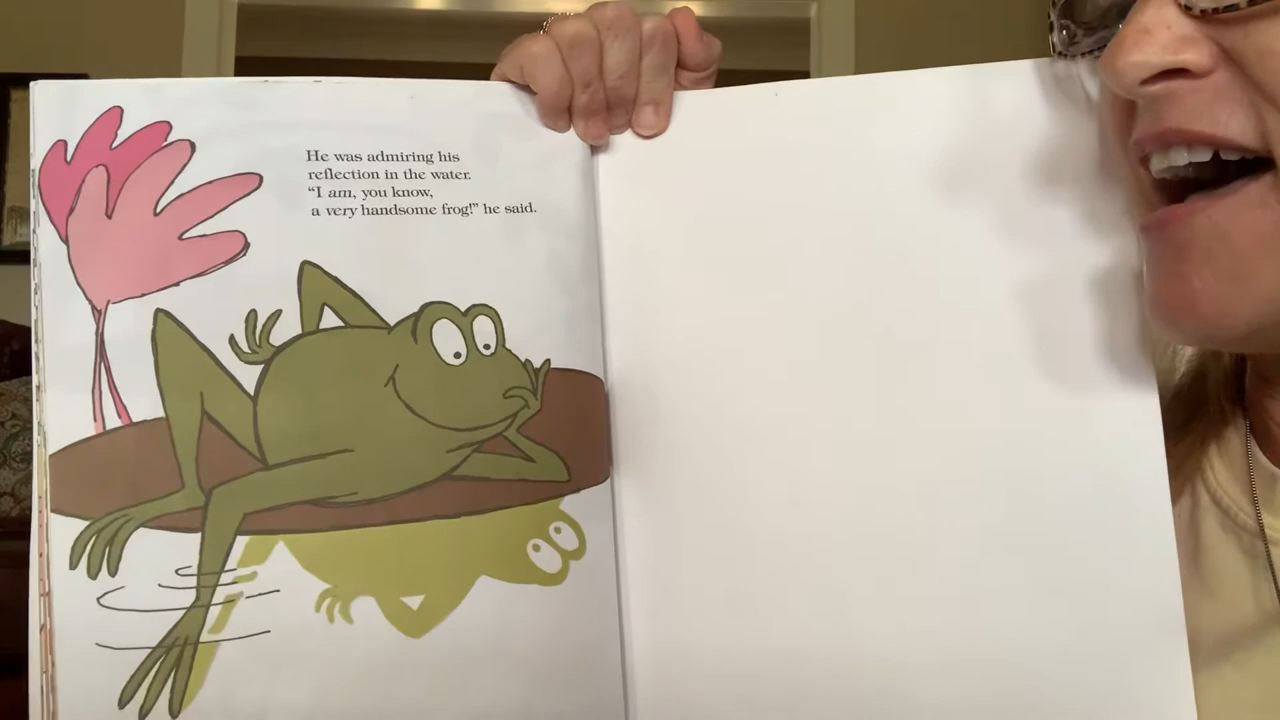 He was admiring his
reflection in the water.
“I am, you know,
a very handsome frog!” he said.